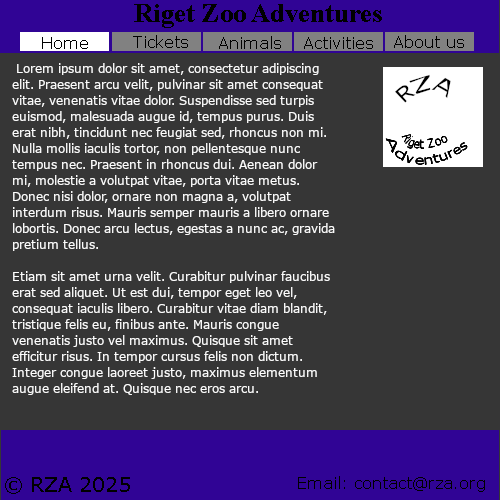 Riget Zoo Adventures
Home Tickets Animals Activities About us
Lorem ipsum dolor sit amet, consectetur adipiscing
elit. Praesent arcu velit, pulvinar sit amet consequat
vitae, venenatis vitae dolor. Suspendisse sed turpis
euismod, malesuada augue id, tempus purus. Duis
erat nibh, tincidunt nec feugiat sed, rhoncus non mi.
Nulla mollis iaculis tortor, non pellentesque nunc
tempus nec. Praesent in rhoncus dui. Aenean dolor
mi, molestie a volutpat vitae, porta vitae metus.
Donec nisi dolor, ornare non magna a, volutpat
interdum risus. Mauris semper mauris a libero ornare
lobortis. Donec arcu lectus, egestas a nunc ac, gravida
pretium tellus.
Etiam sit amet urna velit. Curabitur pulvinar faucibus
erat sed aliquet. Ut est dui, tempor eget leo vel,
consequat iaculis libero. Curabitur vitae diam blandit,
tristique felis eu, finibus ante. Mauris congue
venenatis justo vel maximus. Quisque sit amet
efficitur risus. In tempor cursus felis non dictum.
Integer congue laoreet justo, maximus elementum
augue eleifend at. Quisque nec eros arcu.
RZA
Riget Zoo
Adventures
© RZA 2025
Email: contact@rza.org